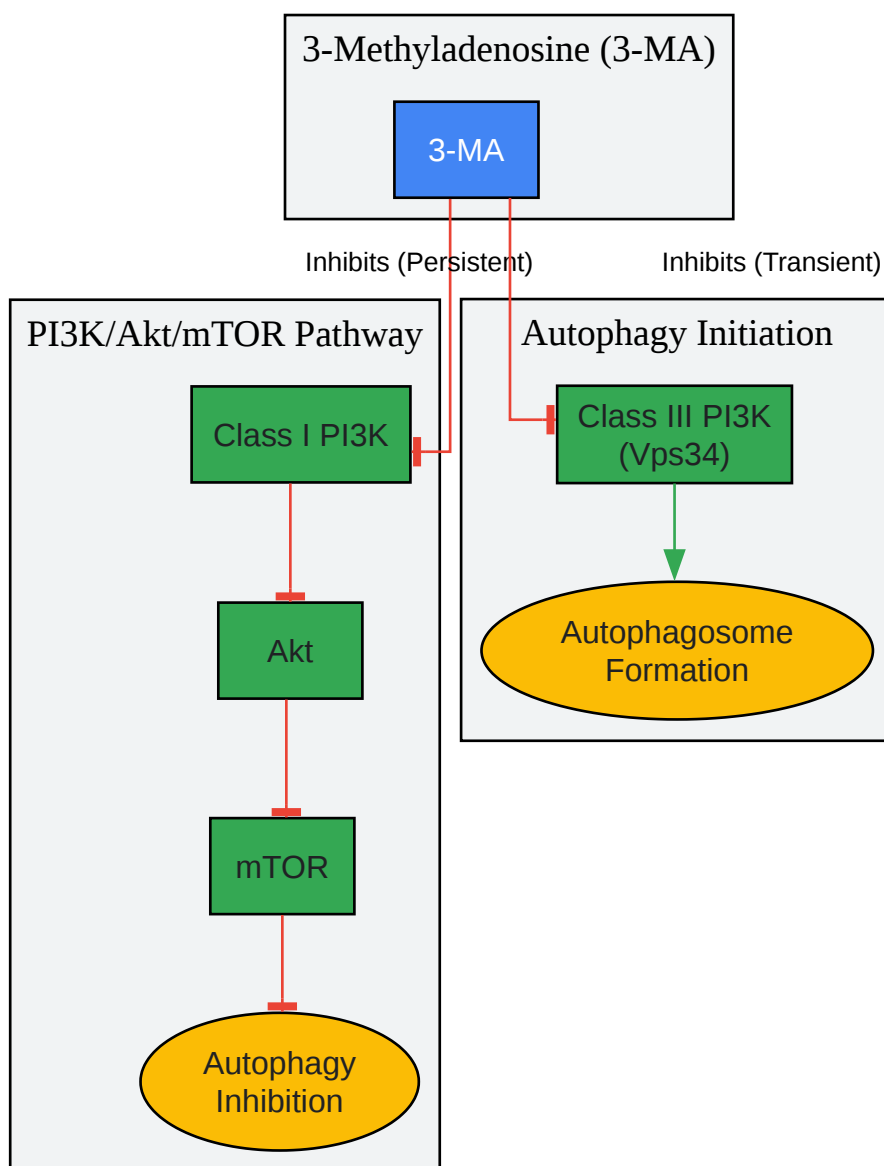 3-Methyladenosine (3-MA)
3-MA
Inhibits (Persistent)
Inhibits (Transient)
PI3K/Akt/mTOR Pathway
Class I PI3K
Akt
mTOR
Autophagy
Inhibition
Autophagy Initiation
Class III PI3K
(Vps34)
Autophagosome
Formation